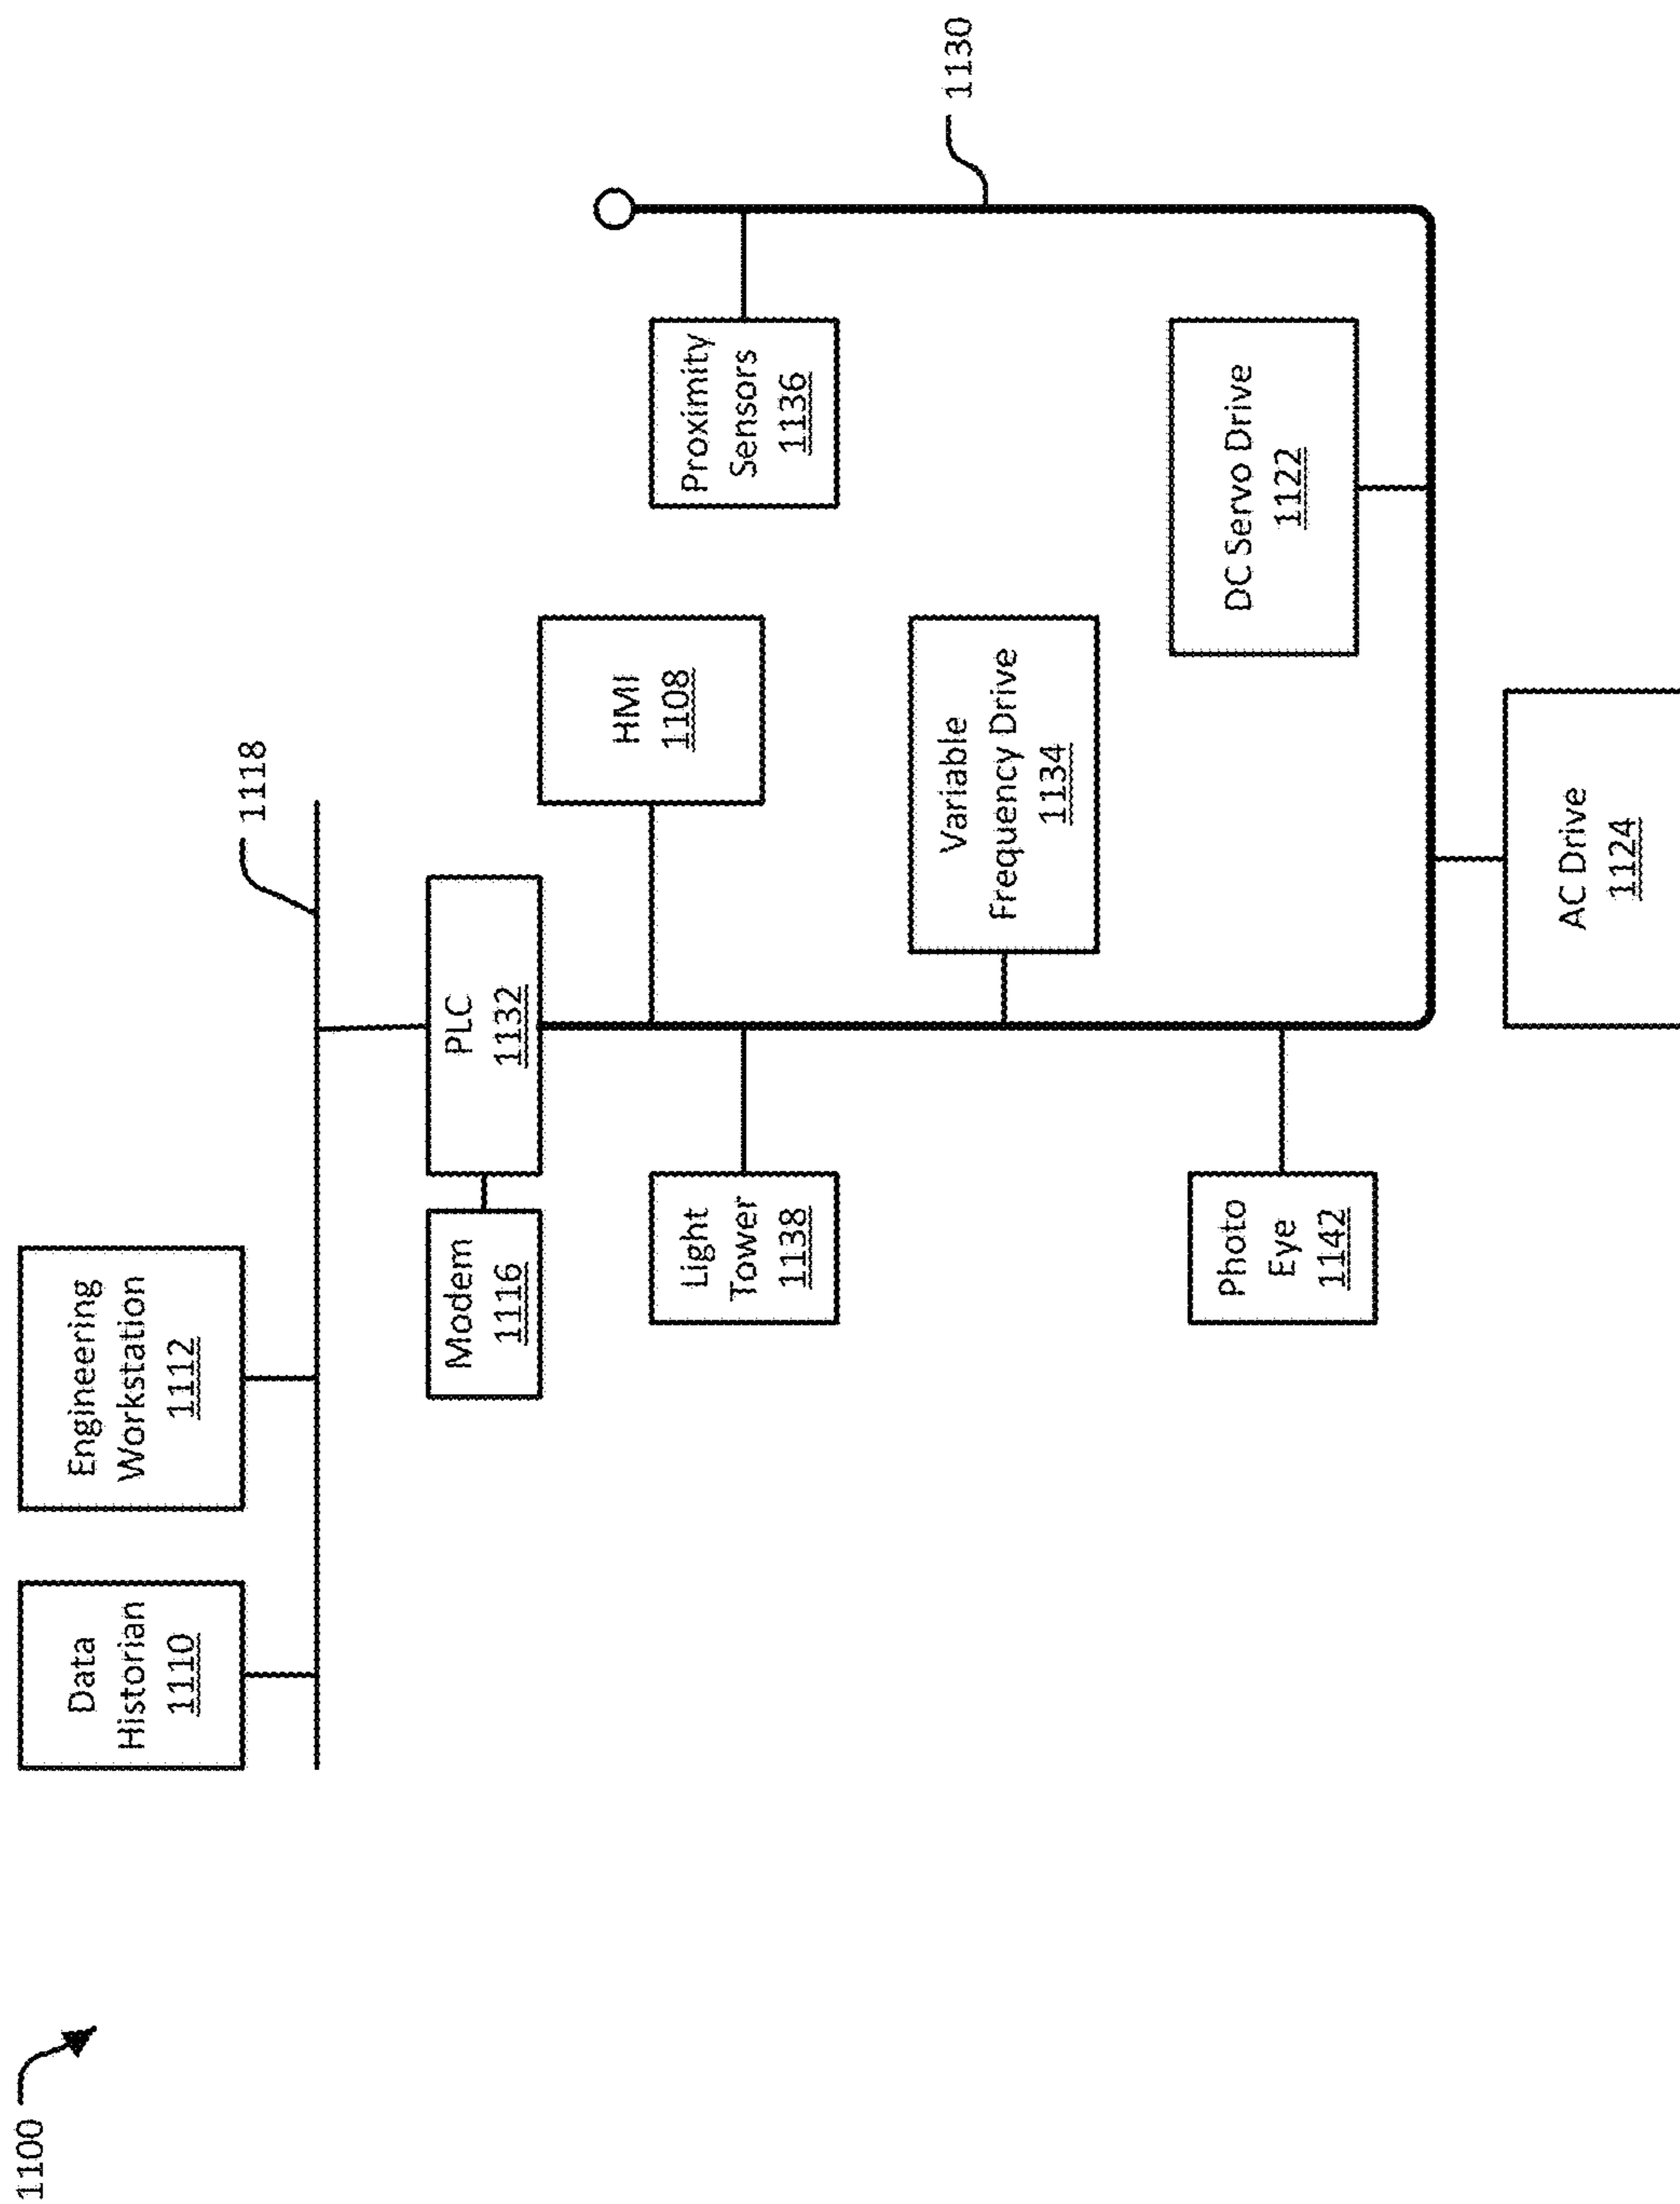 1100
Data
Historian
1110
Engineering
Workstation
1112
1118
Modem
1116
PLC
1132
HMI
1108
Light
Tower
1138
Proximity
Sensors
1136
1130
Variable
Frequency Drive
1134
Photo
Eye
1142
DC Servo Drive
1122
AC Drive
1124